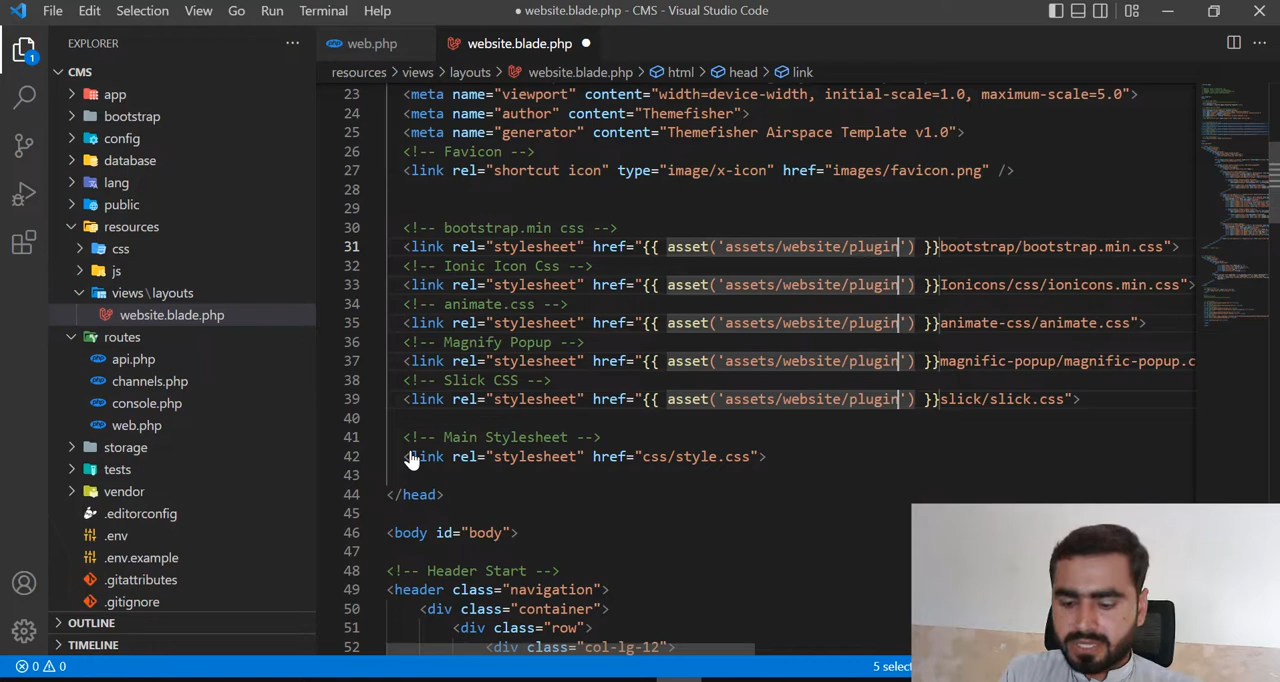 File Edit Selection View Go Run Terminal Help
● website.blade.php - CMS - Visual Studio Code
EXPLORER
web.php
website.blade.php
CMS
resources > views > layouts > website.blade.php > html > head > link
app
bootstrap
config
database
lang
public
resources
css
js
views\layouts
website.blade.php
routes
api.php
channels.php
console.php
web.php
storage
tests
vendor
.editorconfig
.env
.env.example
.gitattributes
.gitignore
OUTLINE
TIMELINE
1
23 <meta name="viewport" content="width=device-width, initial-scale=1.0, maximum-scale=5.0">
24 <meta name="author" content="Themefisher">
25 <meta name="generator" content="Themefisher Airspace Template v1.0">
26 <!-- Favicon -->
27 <link rel="shortcut icon" type="image/x-icon" href="images/favicon.png" />
28
29
30 <!-- bootstrap.min css -->
31 <link rel="stylesheet" href="{{ asset('assets/website/plugin') }}bootstrap/bootstrap.min.css">
32 <!-- Ionic Icon Css -->
33 <link rel="stylesheet" href="{{ asset('assets/website/plugin') }}Ionicons/css/ionicons.min.css">
34 <!-- animate.css -->
35 <link rel="stylesheet" href="{{ asset('assets/website/plugin') }}animate-css/animate.css">
36 <!-- Magnify Popup -->
37 <link rel="stylesheet" href="{{ asset('assets/website/plugin') }}magnific-popup/magnific-popup.c
38 <!-- Slick CSS -->
39 <link rel="stylesheet" href="{{ asset('assets/website/plugin') }}slick/slick.css">
40
41 <!-- Main Stylesheet -->
42 <link rel="stylesheet" href="css/style.css">
43
44 </head>
45
46 <body id="body">
47
48 <!-- Header Start -->
49 <header class="navigation">
50 <div class="container">
51 <div class="row">
52 <div class="col-lg-12">
0 0
5 select